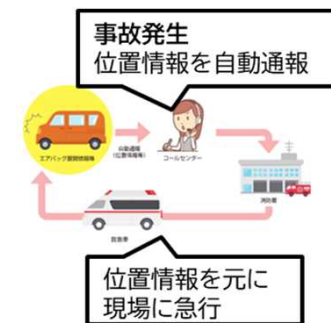 事故発生
位置情報を自動通報
エアバッグ展開情報等
自動通報
(位置情報等)
コールセンター
消防署
救急車
位置情報を元に
現場に急行